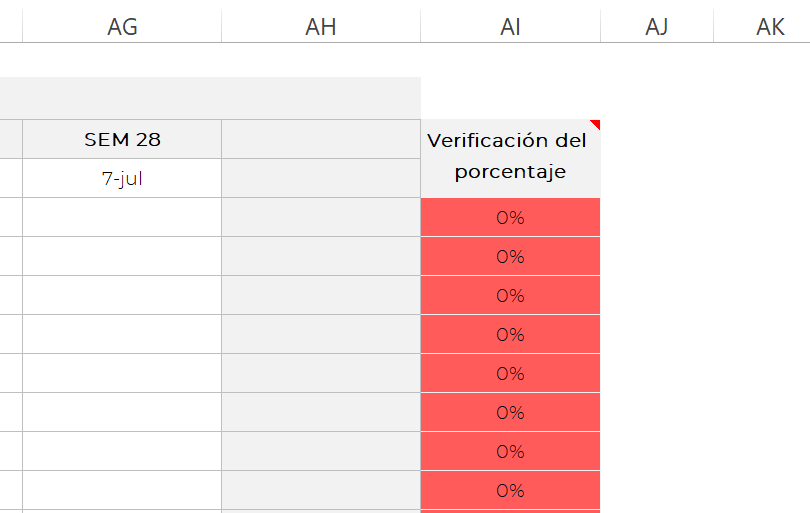 AG AH AI AJ AK
SEM 28
Verificación del
porcentaje
7-jul
0%
0%
0%
0%
0%
0%
0%
0%